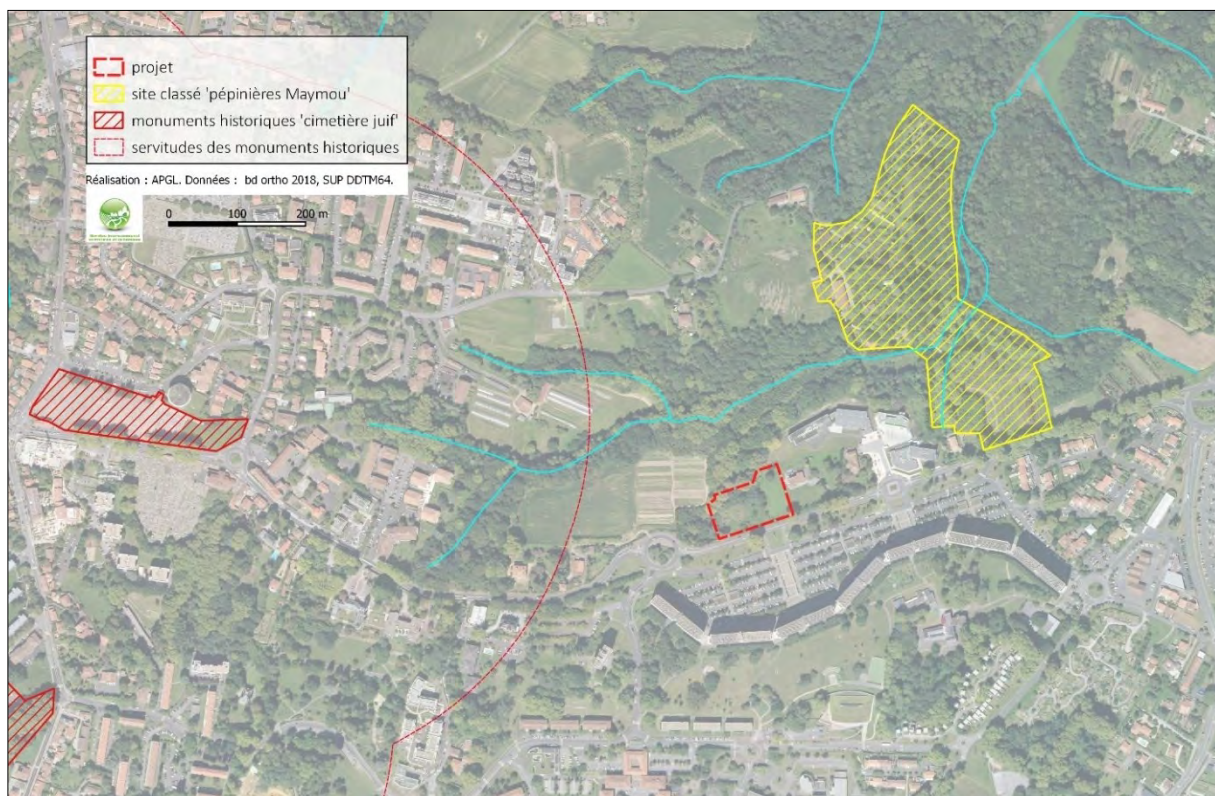 projet
site classé 'pépinières Maymou'
monuments historiques 'cimetière juif'
servitudes des monuments historiques
Réalisation : APGL. Données : bd ortho 2018, SUP DDTM64.
0 100 200 m